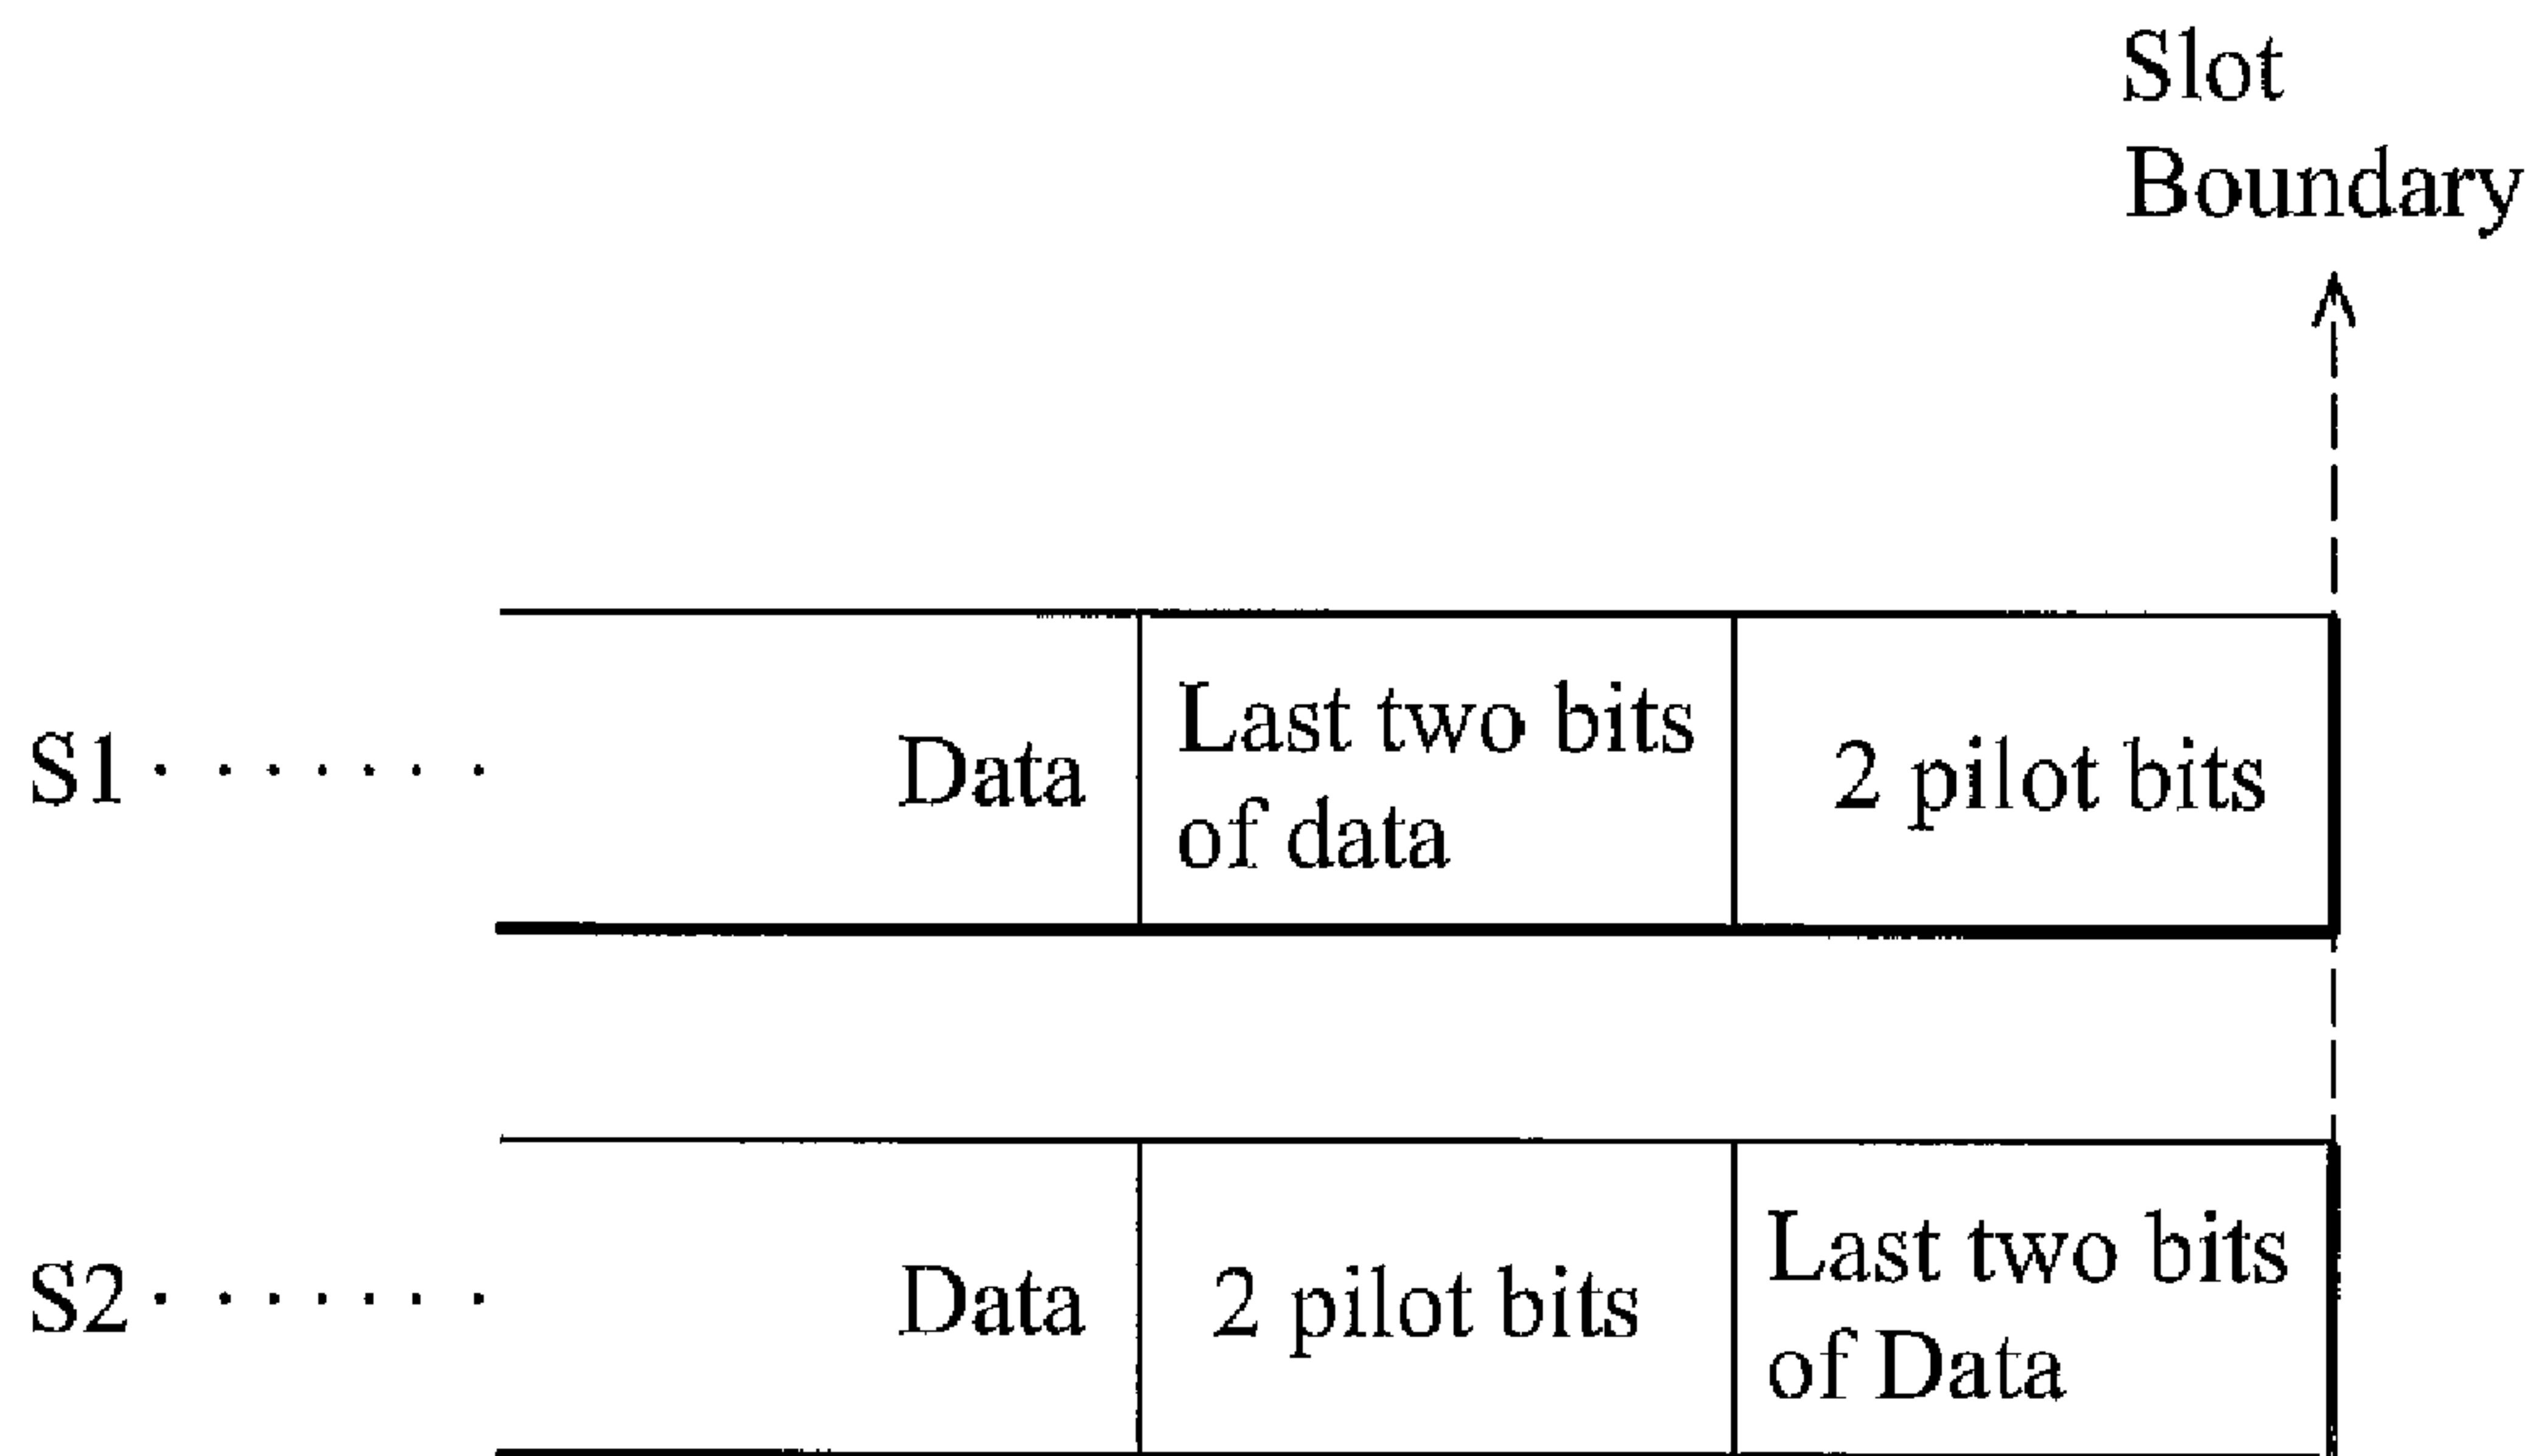 Slot
Boundary
S1 . . . . . . .
Data
Last two bits
of data
2 pilot bits
S2 . . . . . . .
Data
2 pilot bits
Last two bits
of Data